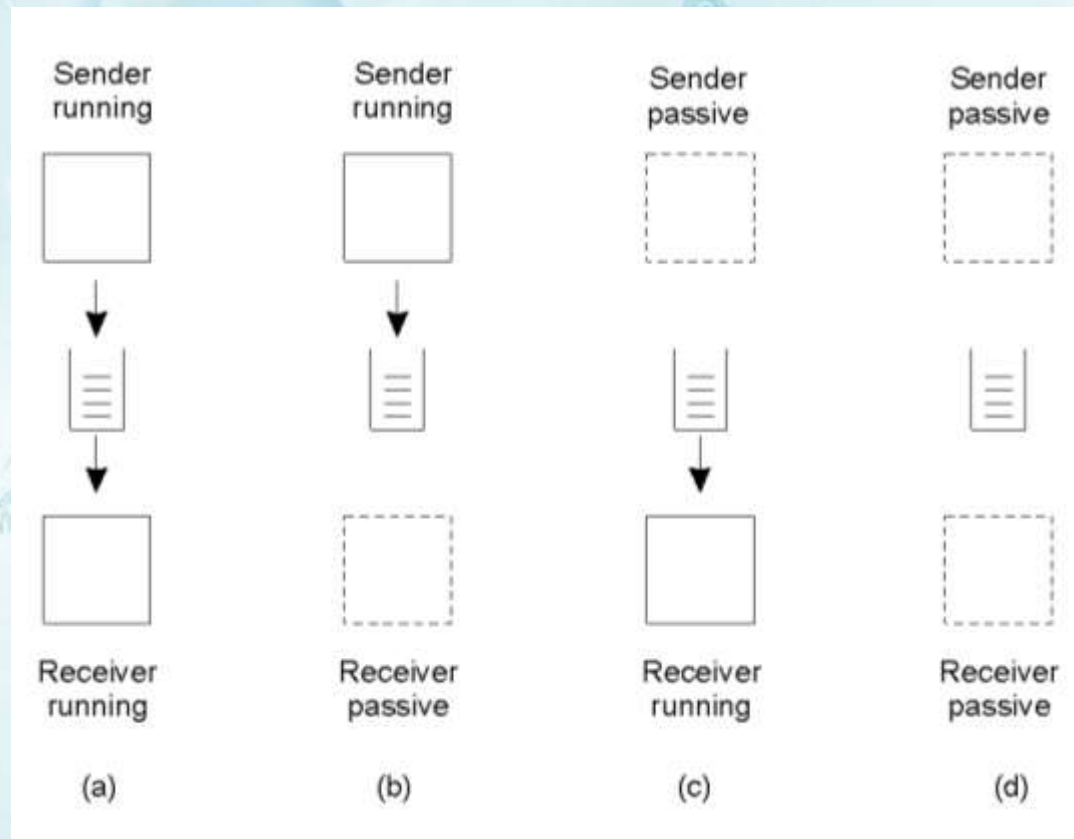 Sender
running
Sender
running
Sender
passive
Sender
passive
Receiver
running
Receiver
passive
Receiver
running
Receiver
passive
(a)
(b)
(c)
(d)